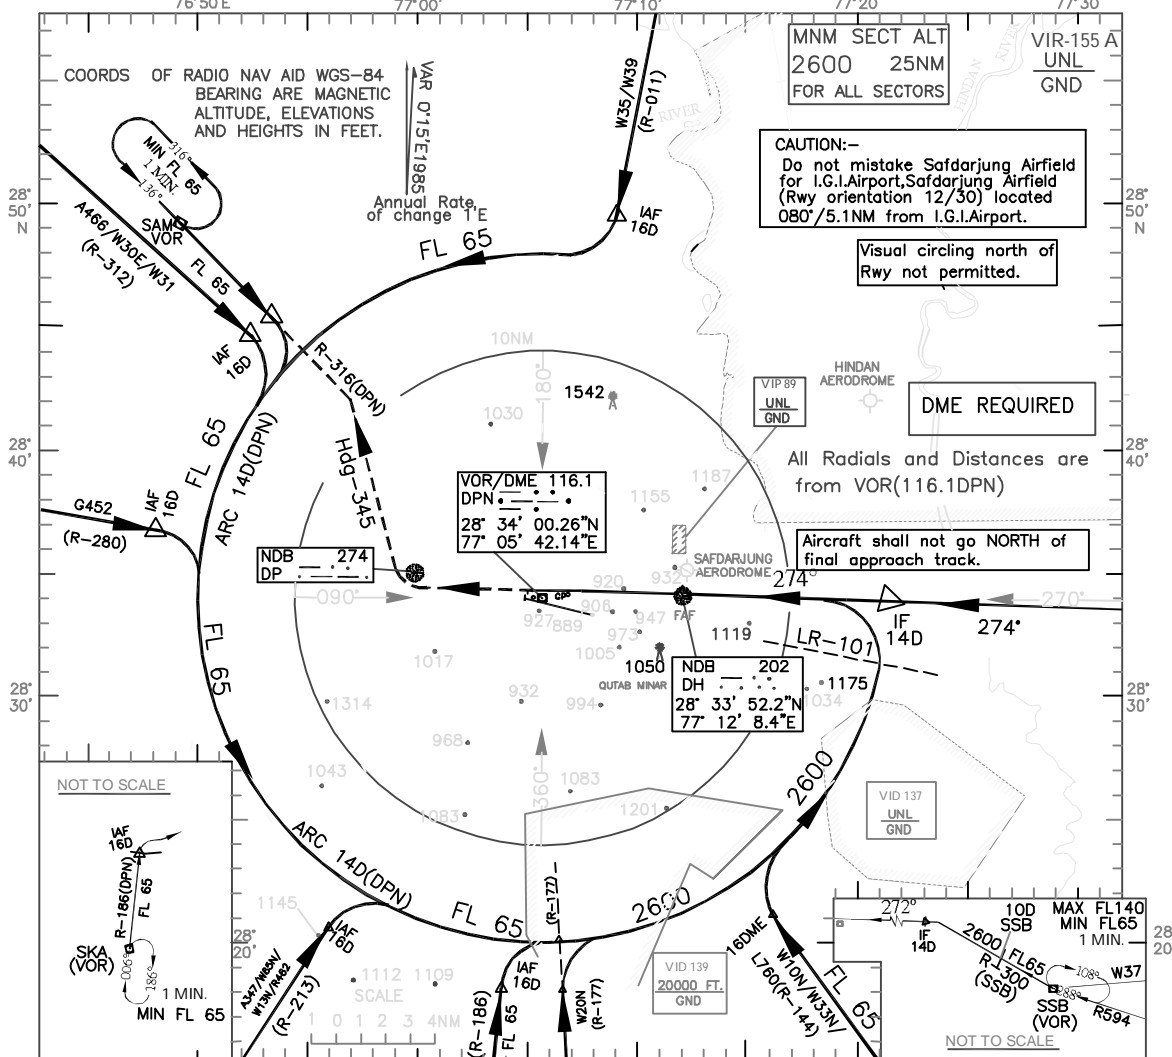 76°50'E
77°00'
77°10'
77°20'
77°30'
COORDS OF RADIO NAV AID WGS-84
BEARING ARE MAGNETIC
ALTITUDE, ELEVATIONS
AND HEIGHTS IN FEET.
VAR 0°15'E1985
Annual Rate,
of change 1'E
W35/W39
(R-011)
RIVER
HINDAN
RIVER
MNM SECT ALT
2600 25NM
FOR ALL SECTORS
VIR-155 A
UNL
GND
CAUTION:-
Do not mistake Safdarjung Airfield
for I.G.I.Airport,Safdarjung Airfield
(Rwy orientation 12/30) located
080°/5.1NM from I.G.I.Airport.
Visual circling north of
Rwy not permitted.
28°
50'
N
28°
50'
N
316°
MIN FL 65
1 MIN.
136°
SAM
VOR
FL 65
A466/W30E/W31
(R-312)
IAF
16D
IAF
16D
FL 65
R-316(DPN)
10NM
180°
1542
1030
HINDAN
AERODROME
VIP 89
UNL
GND
DME REQUIRED
All Radials and Distances are
from VOR(116.1DPN)
28°
40'
28°
40'
FL 65
ARC 14D(DPN)
Hdg-345
IAF
16D
G452
(R-280)
VOR/DME 116.1
DPN
28° 34' 00.26"N
77° 05' 42.14"E
1187
1155
Aircraft shall not go NORTH of
final approach track.
NDB 274
DP
SAFDARJUNG
AERODROME
932
920
274°
090°
GP5
270°
927
889
906
947
973
FAF
1119
IF
14D
274°
LR-101
1005
1050
QUTAB MINAR
NDB 202
DH
28° 33' 52.2"N
77° 12' 8.4"E
1175
1034
FL 65
1017
1314
932
994
28°
30'
28°
30'
968
1043
1083
360°
1083
1201
2600
VID 137
UNL
GND
NOT TO SCALE
IAF
16D
R-186(DPN)
FL 65
SKA
(VOR)
006°
186°
1 MIN.
MIN FL 65
ARC 14D(DPN)
FL 65
(R-177)
2600
1145
IAF
16D
A347/W85N/
W13N/R462
(R-213)
28°
20'
1112
1109
SCALE
1 0 1 2 3 4NM
IAF
16D
(R-186)
FL 65
W20N
(R-177)
VID 139
20000 FT.
GND
16DME
W10N/W33N/
L760(R-144)
FL 65
272°
IF
14D
10D
SSB
MAX FL140
MIN FL65
1 MIN.
2600 FL65
R-L300
(SSB)
108°
288°
W37
SSB
(VOR)
R594
NOT TO SCALE
28
20